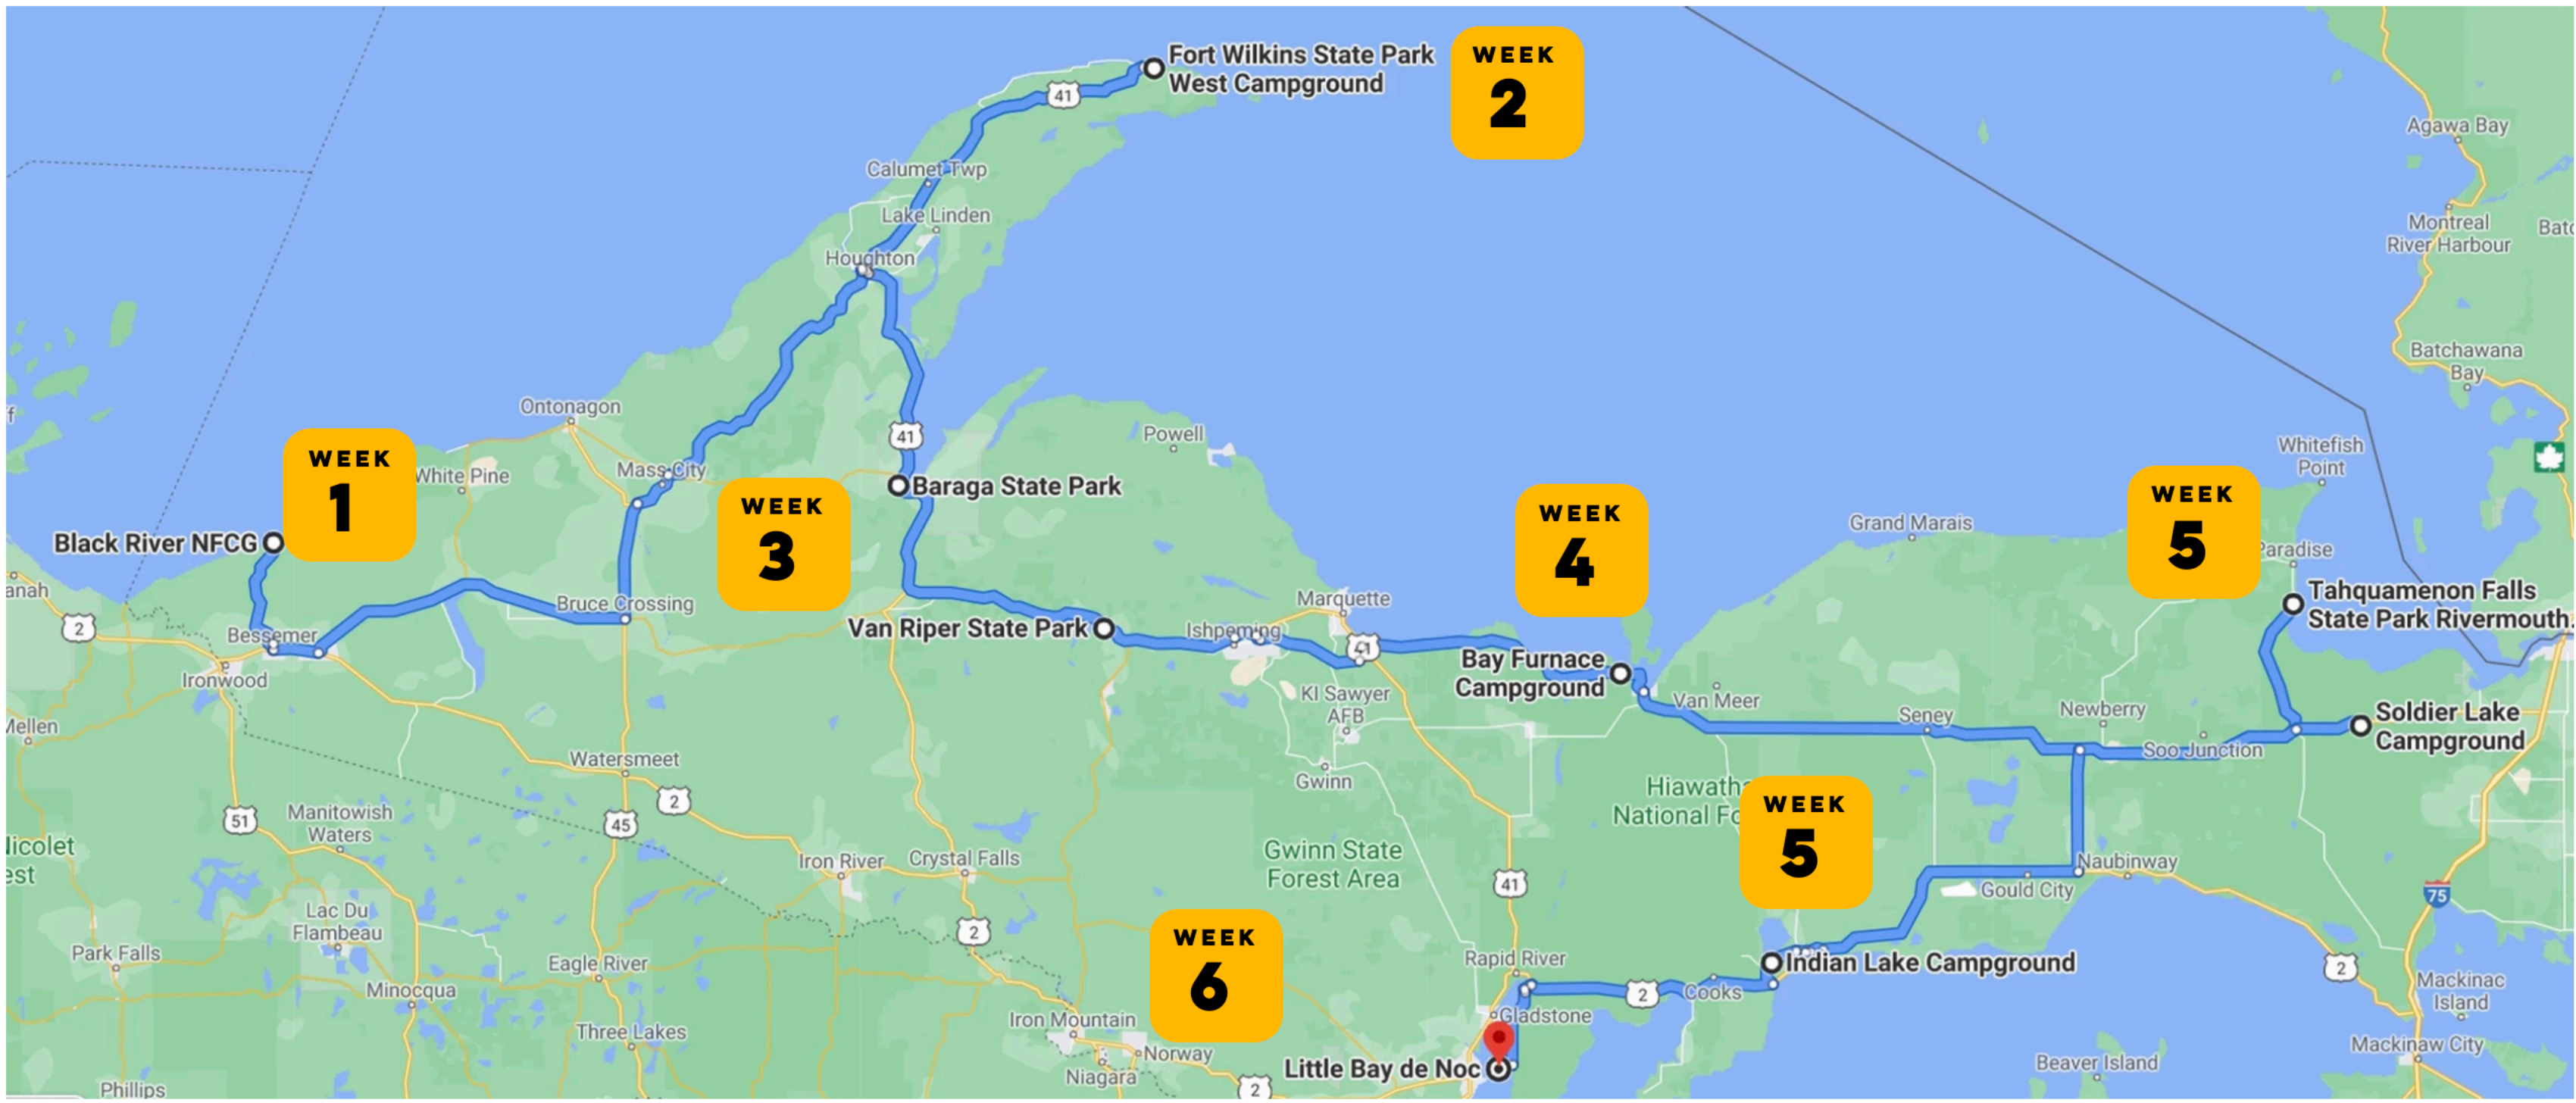 Fort Wilkins State Park
West Campground
WEEK
2
41
Agawa Bay
Calumet Twp
Lake Linden
Montreal
River Harbour
Batc
Houghton
Batchawana
Bay
Ontonagon
f
41
Powell
Whitefish
Point
WEEK
1
White Pine
Mass City
WEEK
3
Baraga State Park
WEEK
4
Grand Marais
WEEK
5
Paradise
Black River NFCG
anah
2
Bruce Crossing
Marquette
Tahquamenon Falls
State Park Rivermouth.
Bessemer
Van Riper State Park
Ishpeming
41
Ironwood
Bay Furnace
Campground
KI Sawyer
AFB
Van Meer
Seney
Newberry
Soldier Lake
Campground
Mellen
Soo Junction
Watersmeet
Gwinn
2
Hiawath
National Fo
WEEK
5
51
Manitowish
Waters
45
Nicolet
est
Iron River
Crystal Falls
Gwinn State
Forest Area
41
Naubinway
Gould City
75
Lac Du
Flambeau
2
WEEK
6
Park Falls
Eagle River
Rapid River
Indian Lake Campground
2
Minocqua
2
Cooks
Mackinac
Island
Three Lakes
Iron Mountain
Gladstone
Norway
Mackinaw City
Niagara
Little Bay de Noc
Beaver Island
Phillips
2